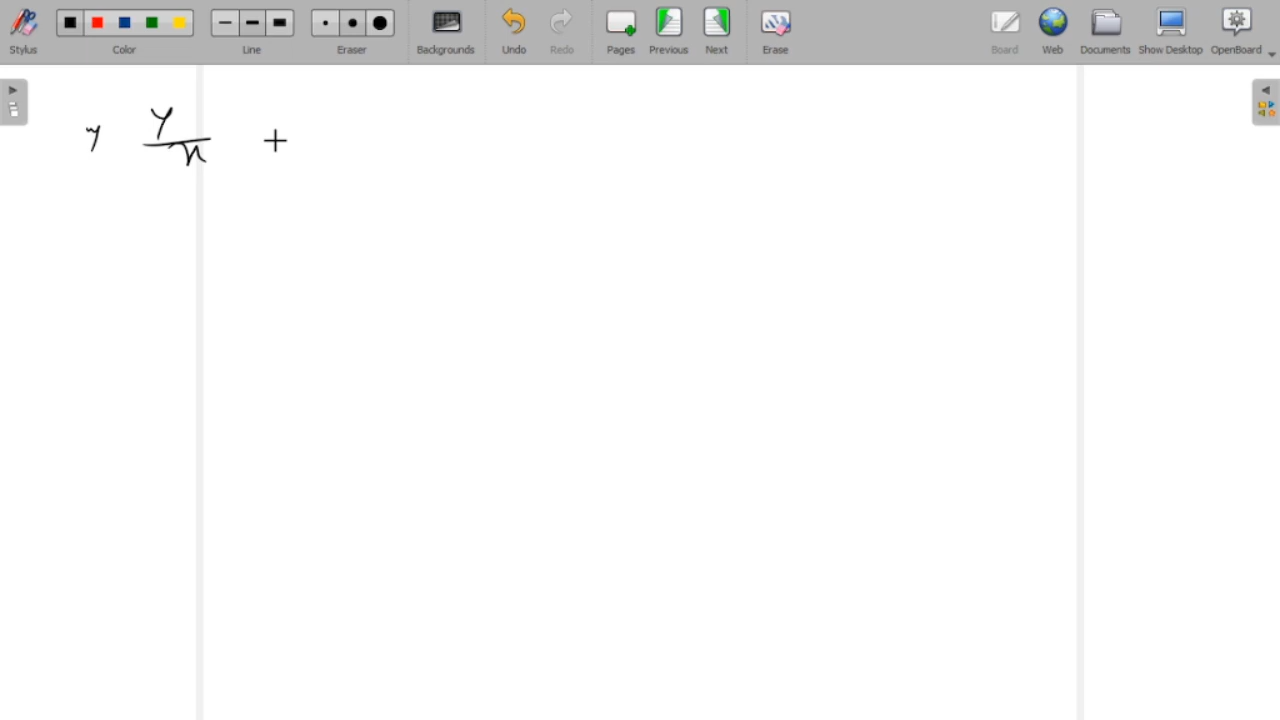 Stylus Color Line Eraser Backgrounds Undo Redo Pages Previous Next Erase Board Web Documents Show Desktop OpenBoard
y
n
+